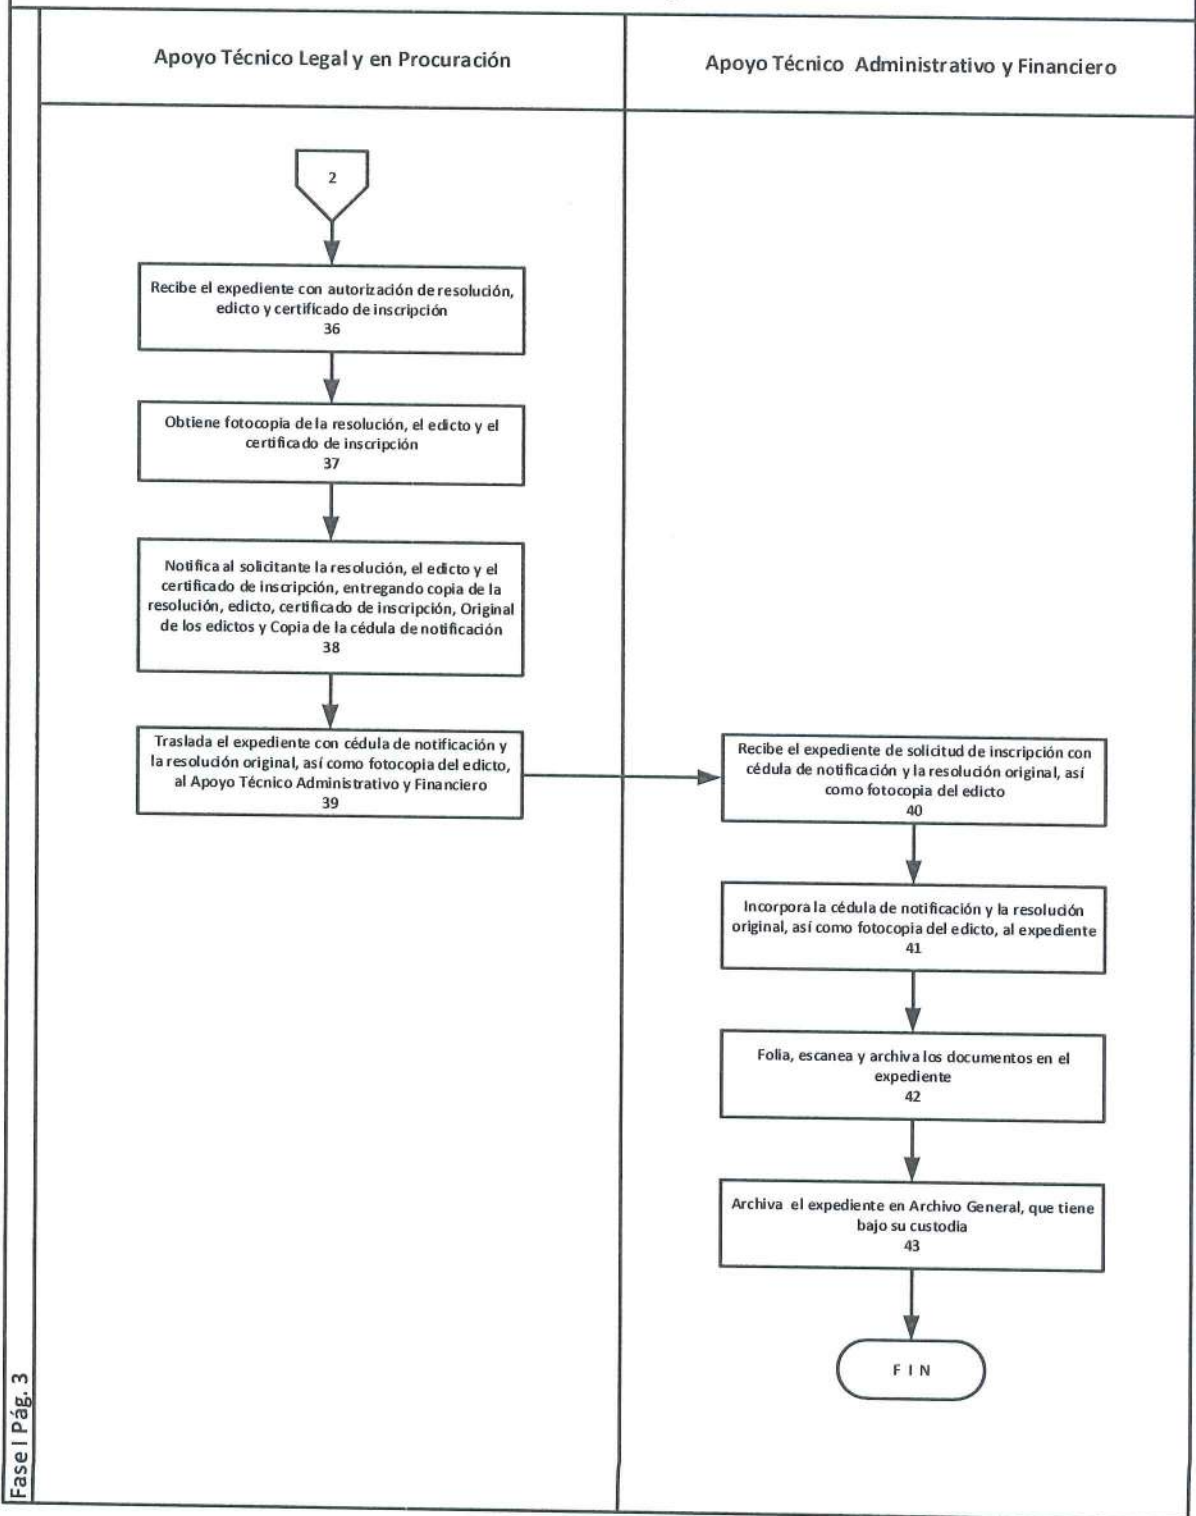 Apoyo Técnico Legal y en Procuración
Apoyo Técnico Administrativo y Financiero
2
Recibe el expediente con autorización de resolución,
edicto y certificado de inscripción
36
Obtiene fotocopia de la resolución, el edicto y el
certificado de inscripción
37
Notifica al solicitante la resolución, el edicto y el
certificado de inscripción, entregando copia de la
resolución, edicto, certificado de inscripción, Original
de los edictos y Copia de la cédula de notificación
38
Traslada el expediente con cédula de notificación y
la resolución original, así como fotocopia del edicto,
al Apoyo Técnico Administrativo y Financiero
39
Recibe el expediente de solicitud de inscripción con
cédula de notificación y la resolución original, así
como fotocopia del edicto
40
Incorpora la cédula de notificación y la resolución
original, así como fotocopia del edicto, al expediente
41
Folia, escanea y archiva los documentos en el
expediente
42
Archiva el expediente en Archivo General, que tiene
bajo su custodia
43
F I N
Fase I Pág. 3